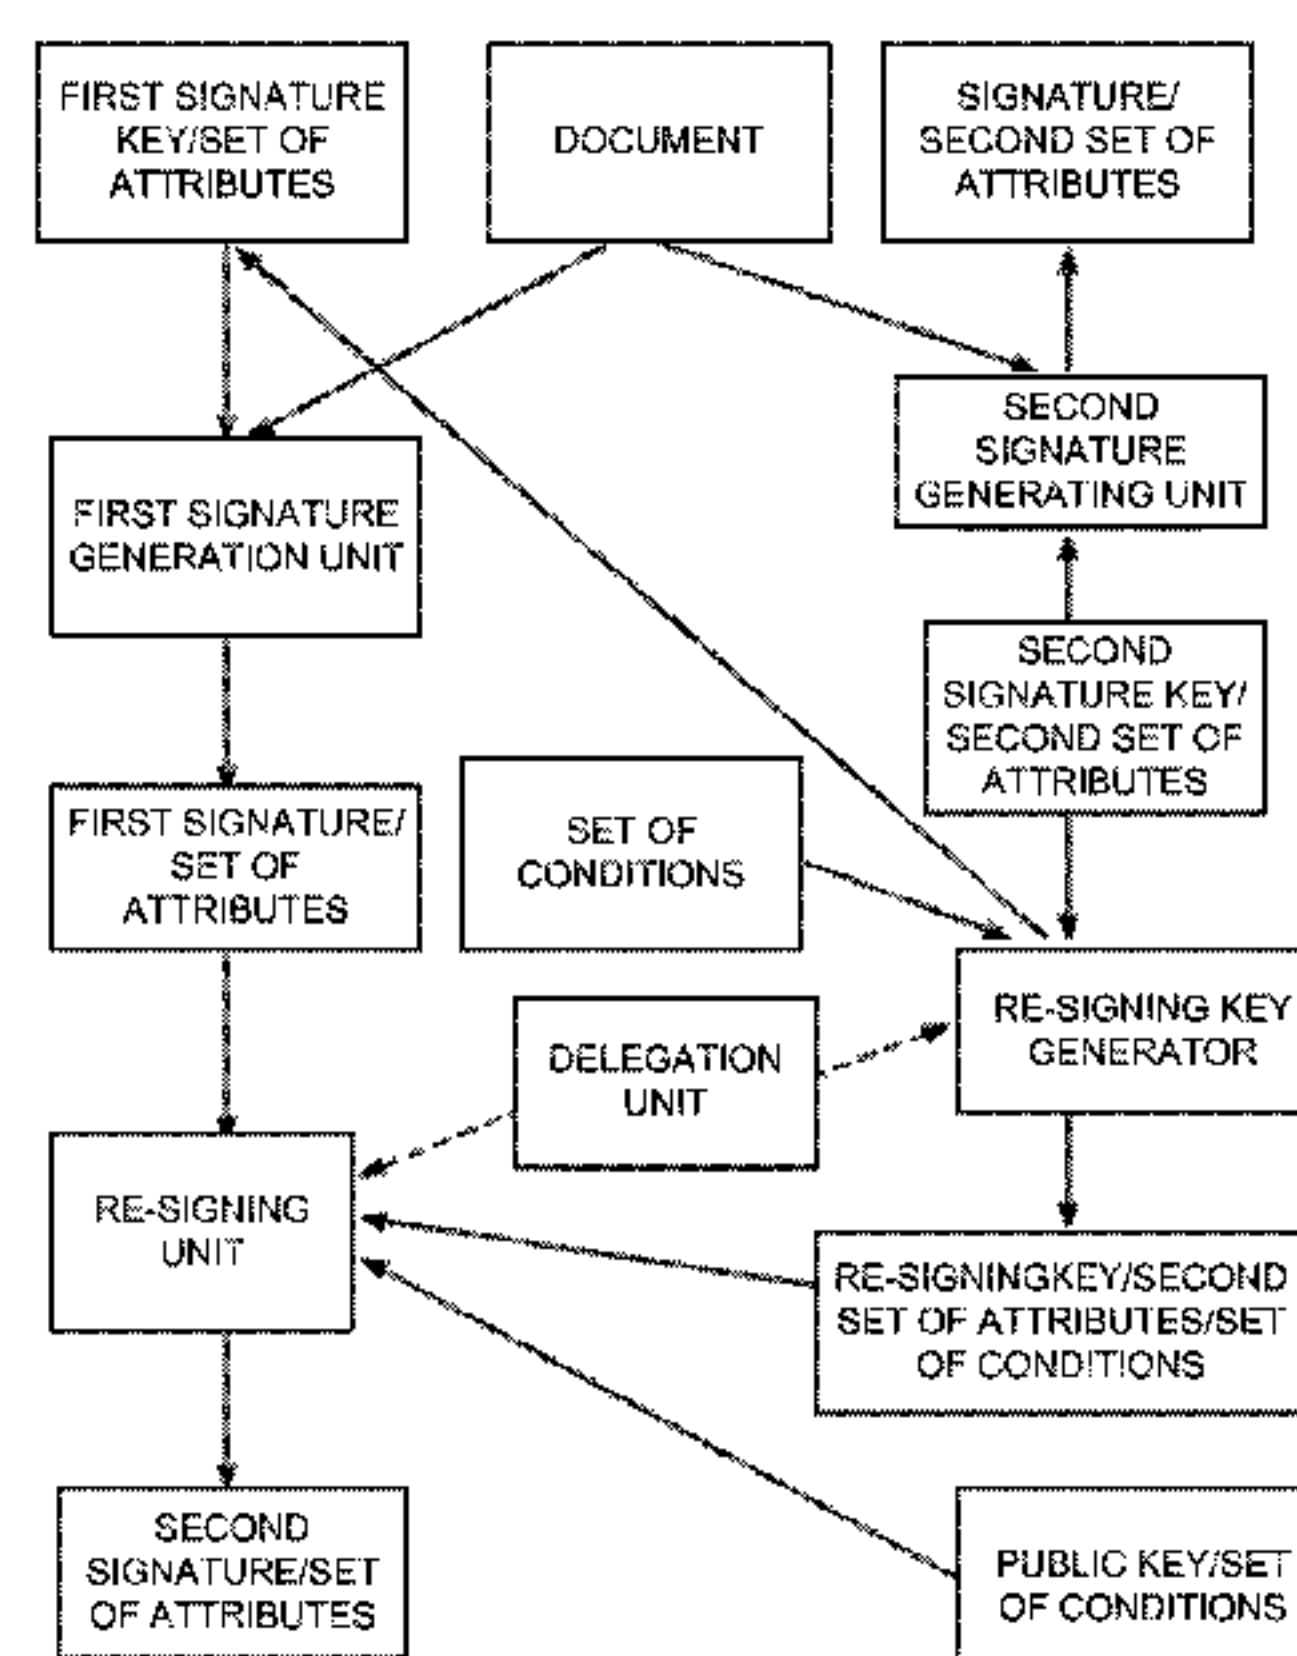 FIRST SIGNATURE
KEY/SET OF
ATTRIBUTES
DOCUMENT
SIGNATURE/
SECOND SET OF
ATTRIBUTES
SECOND
SIGNATURE
GENERATING UNIT
FIRST SIGNATURE
GENERATION UNIT
SECOND
SIGNATURE KEY/
SECOND SET OF
ATTRIBUTES
FIRST SIGNATURE/
SET OF
ATTRIBUTES
SET OF
CONDITIONS
RE-SIGNING KEY
GENERATOR
DELEGATION
UNIT
RE-SIGNING
UNIT
RE-SIGNINGKEY/SECOND
SET OF ATTRIBUTES/SET
OF CONDITIONS
SECOND
SIGNATURE/SET
OF ATTRIBUTES
PUBLIC KEY/SET
OF CONDITIONS